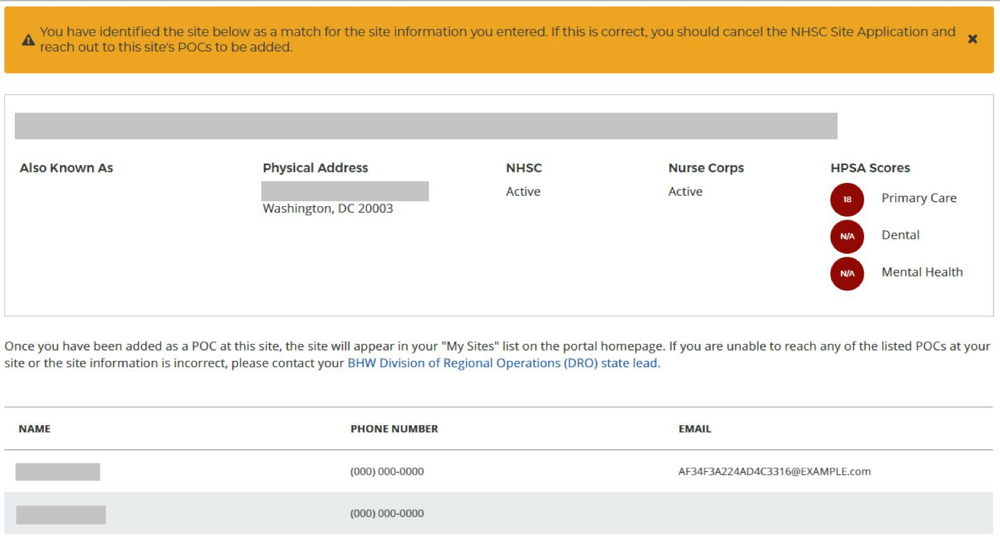 You have identified the site below as a match for the site information you entered. If this is correct, you should cancel the NHSC Site Application and
reach out to this site's POCs to be added.
Also Known As
Physical Address
NHSC
Nurse Corps
HPSA Scores
Washington, DC 20003
Active
Active
18 Primary Care
N/A Dental
N/A Mental Health
Once you have been added as a POC at this site, the site will appear in your "My Sites" list on the portal homepage. If you are unable to reach any of the listed POCs at your
site or the site information is incorrect, please contact your BHW Division of Regional Operations (DRO) state lead.
NAME PHONE NUMBER EMAIL
(000) 000-0000 AF34F3A224AD4C3316@EXAMPLE.com
(000) 000-0000